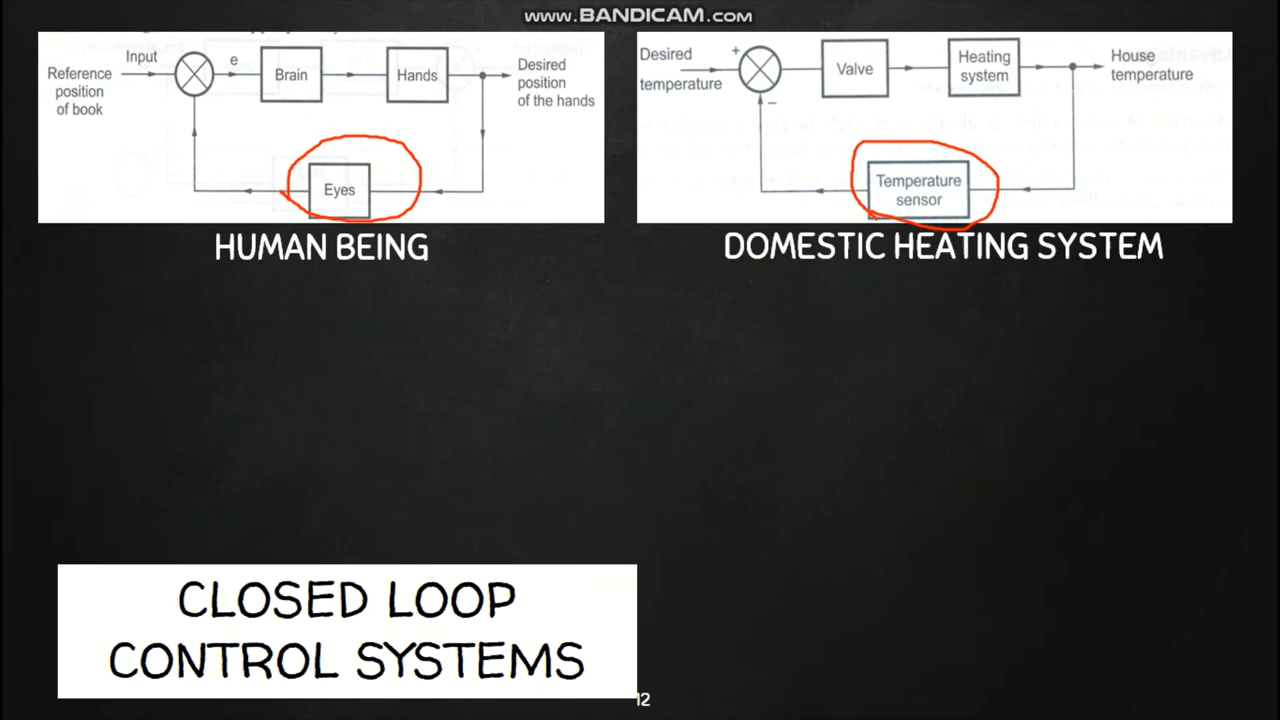 www.BANDICAM.com
Reference
position
of book
Input
e
Brain
Hands
Desired
position
of the hands
Eyes
HUMAN BEING
Desired
temperature
+
−
Valve
Heating
system
House
temperature
Temperature
sensor
DOMESTIC HEATING SYSTEM
CLOSED LOOP
CONTROL SYSTEMS
12